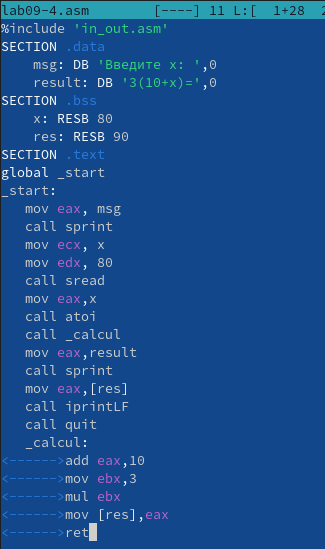 lab09-4.asm [----] 11 L:[ 1+28 2
%include 'in_out.asm'
SECTION .data
msg: DB 'Введите x: ',0
result: DB '3(10+x)=',0
SECTION .bss
x: RESB 80
res: RESB 90
SECTION .text
global _start
_start:
mov eax, msg
call sprint
mov ecx, x
mov edx, 80
call sread
mov eax,x
call atoi
call _calcul
mov eax,result
call sprint
mov eax,[res]
call iprintLF
call quit
_calcul:
<------>add eax,10
<------>mov ebx,3
<------>mul ebx
<------>mov [res],eax
<------>ret